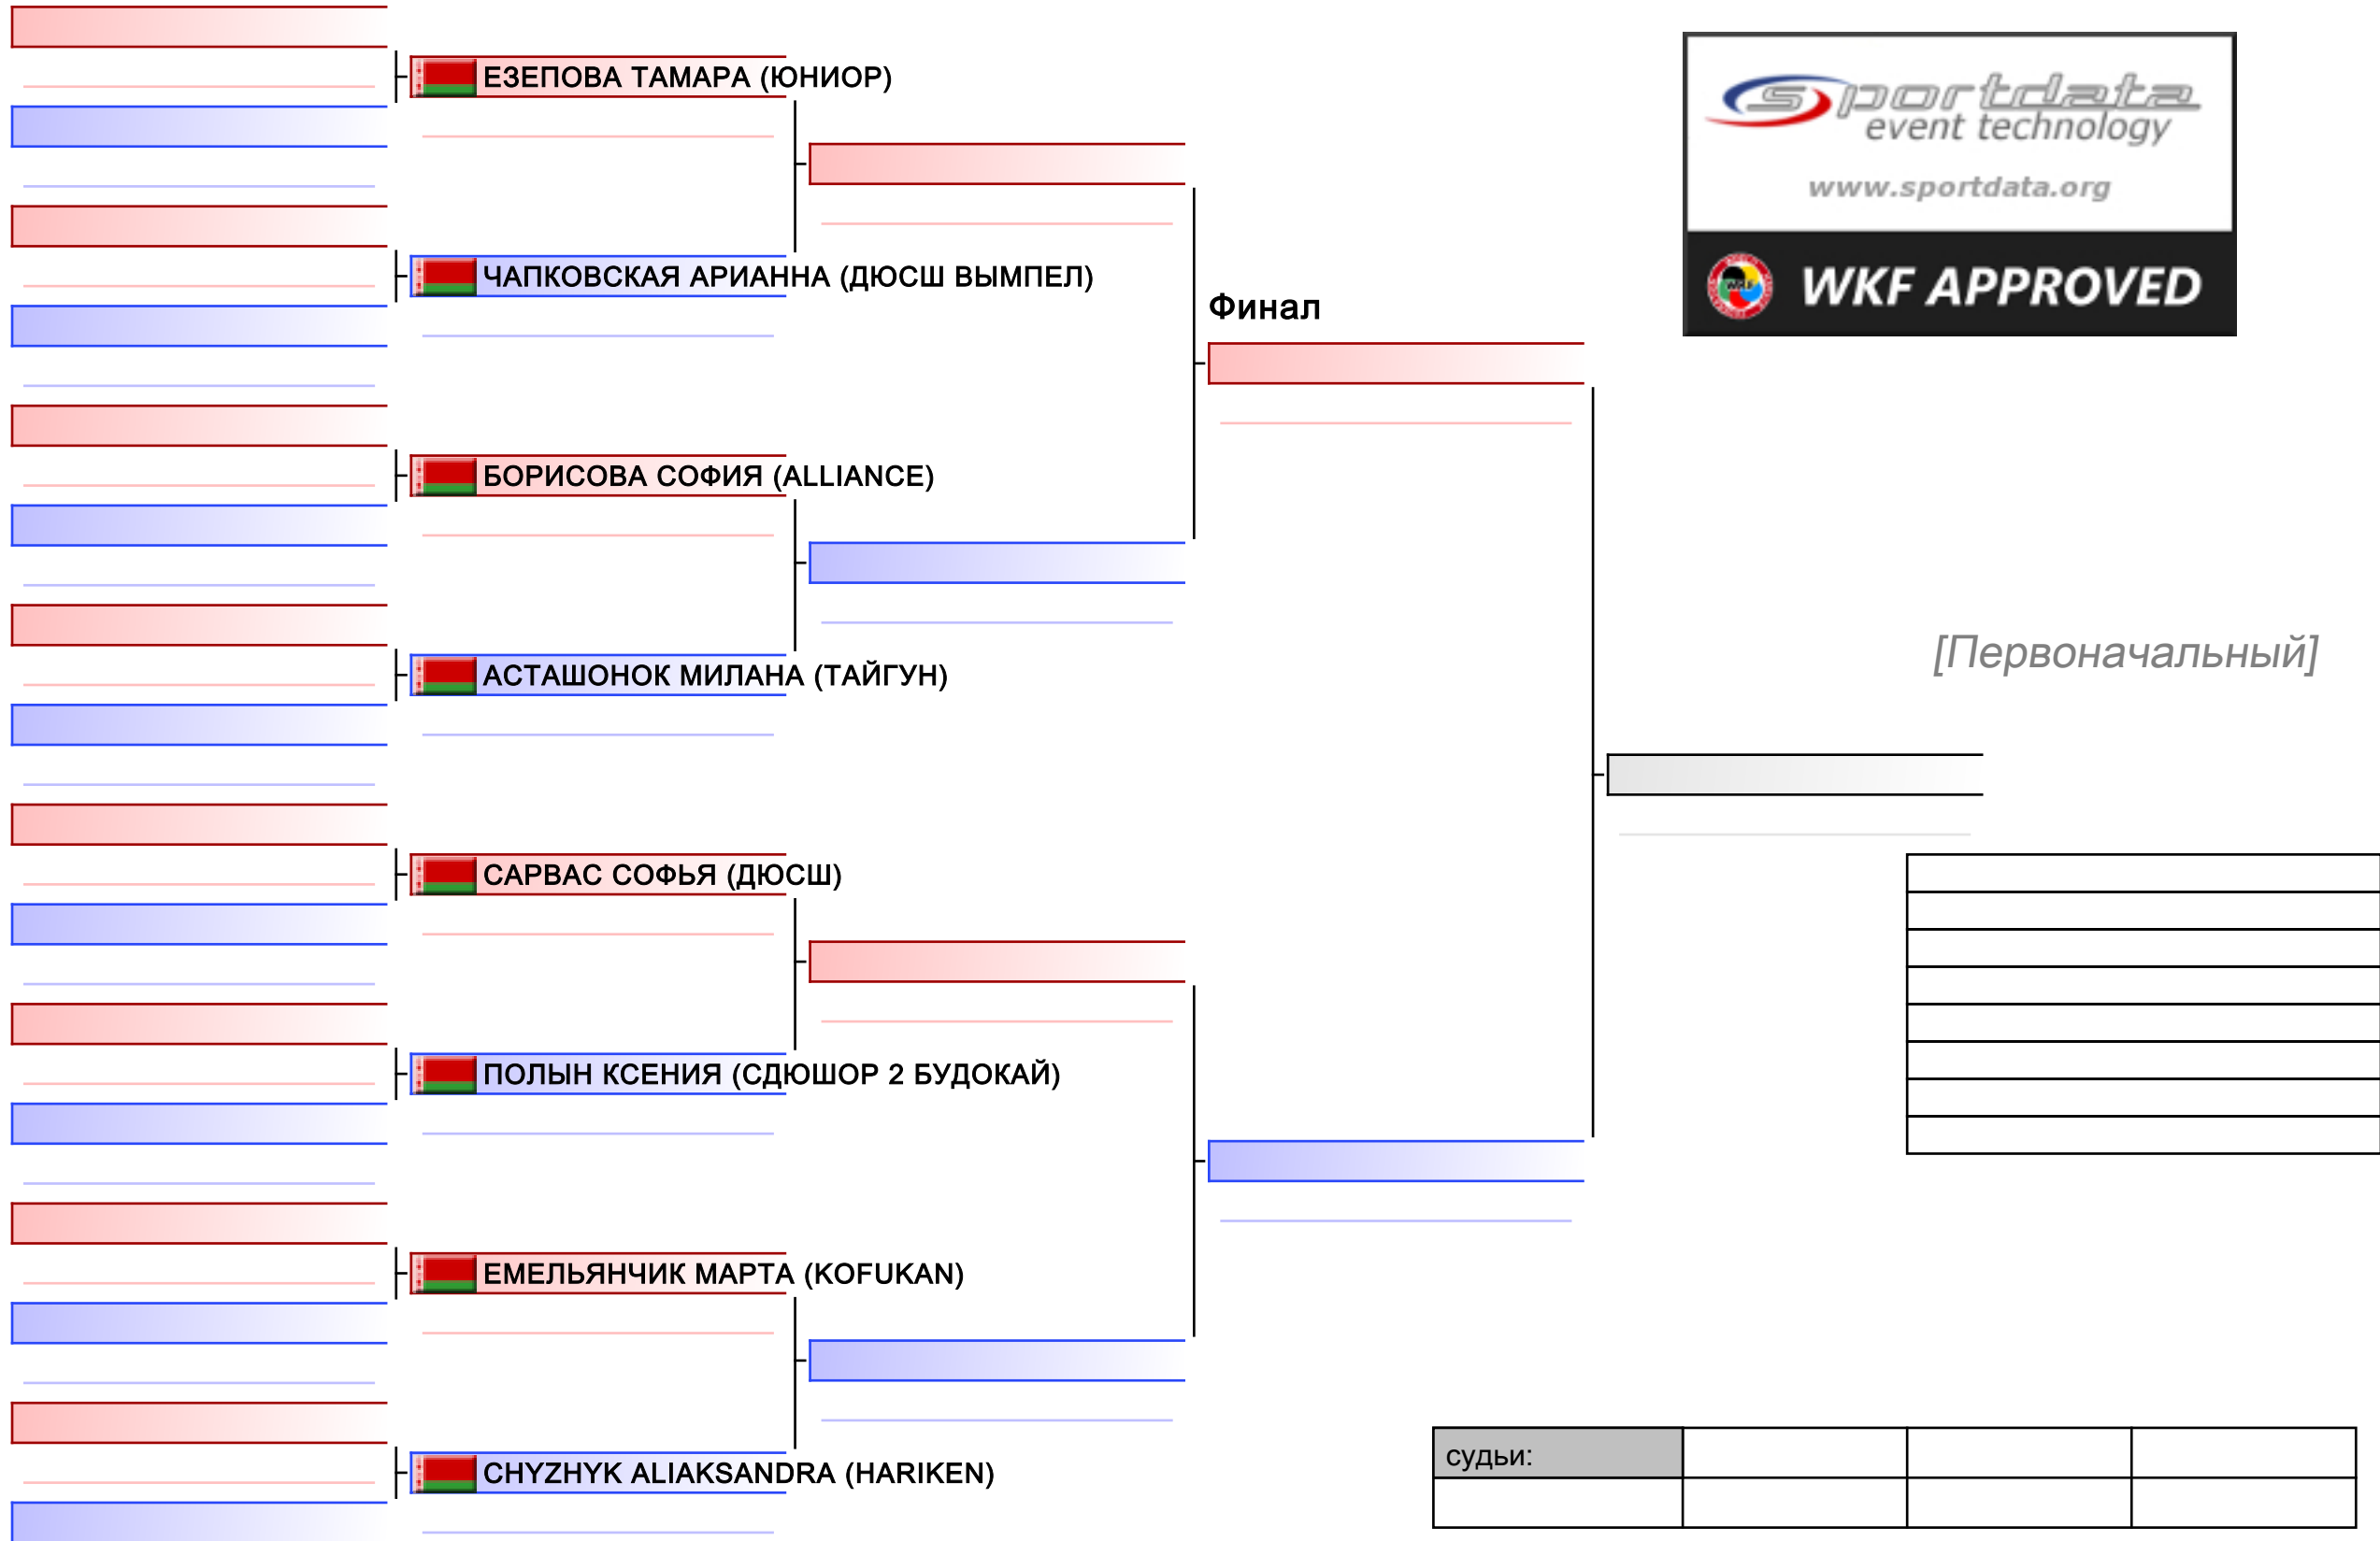 ЕЗЕПОВА ТАМАРА (ЮНИОР)
ЧАПКОВСКАЯ АРИАННА (ДЮСШ ВЫМПЕЛ)
БОРИСОВА СОФИЯ (ALLIANCE)
АСТАШОНОК МИЛАНА (ТАЙГУН)
САРВАС СОФЬЯ (ДЮСШ)
ПОЛЫН КСЕНИЯ (СДЮШОР 2 БУДОКАЙ)
ЕМЕЛЬЯНЧИК МАРТА (KOFUKAN)
CHYZHYK ALIAKSANDRA (HARIKEN)
Финал
sportdata
event technology
www.sportdata.org
WKF APPROVED
[Первоначальный]
судьи: